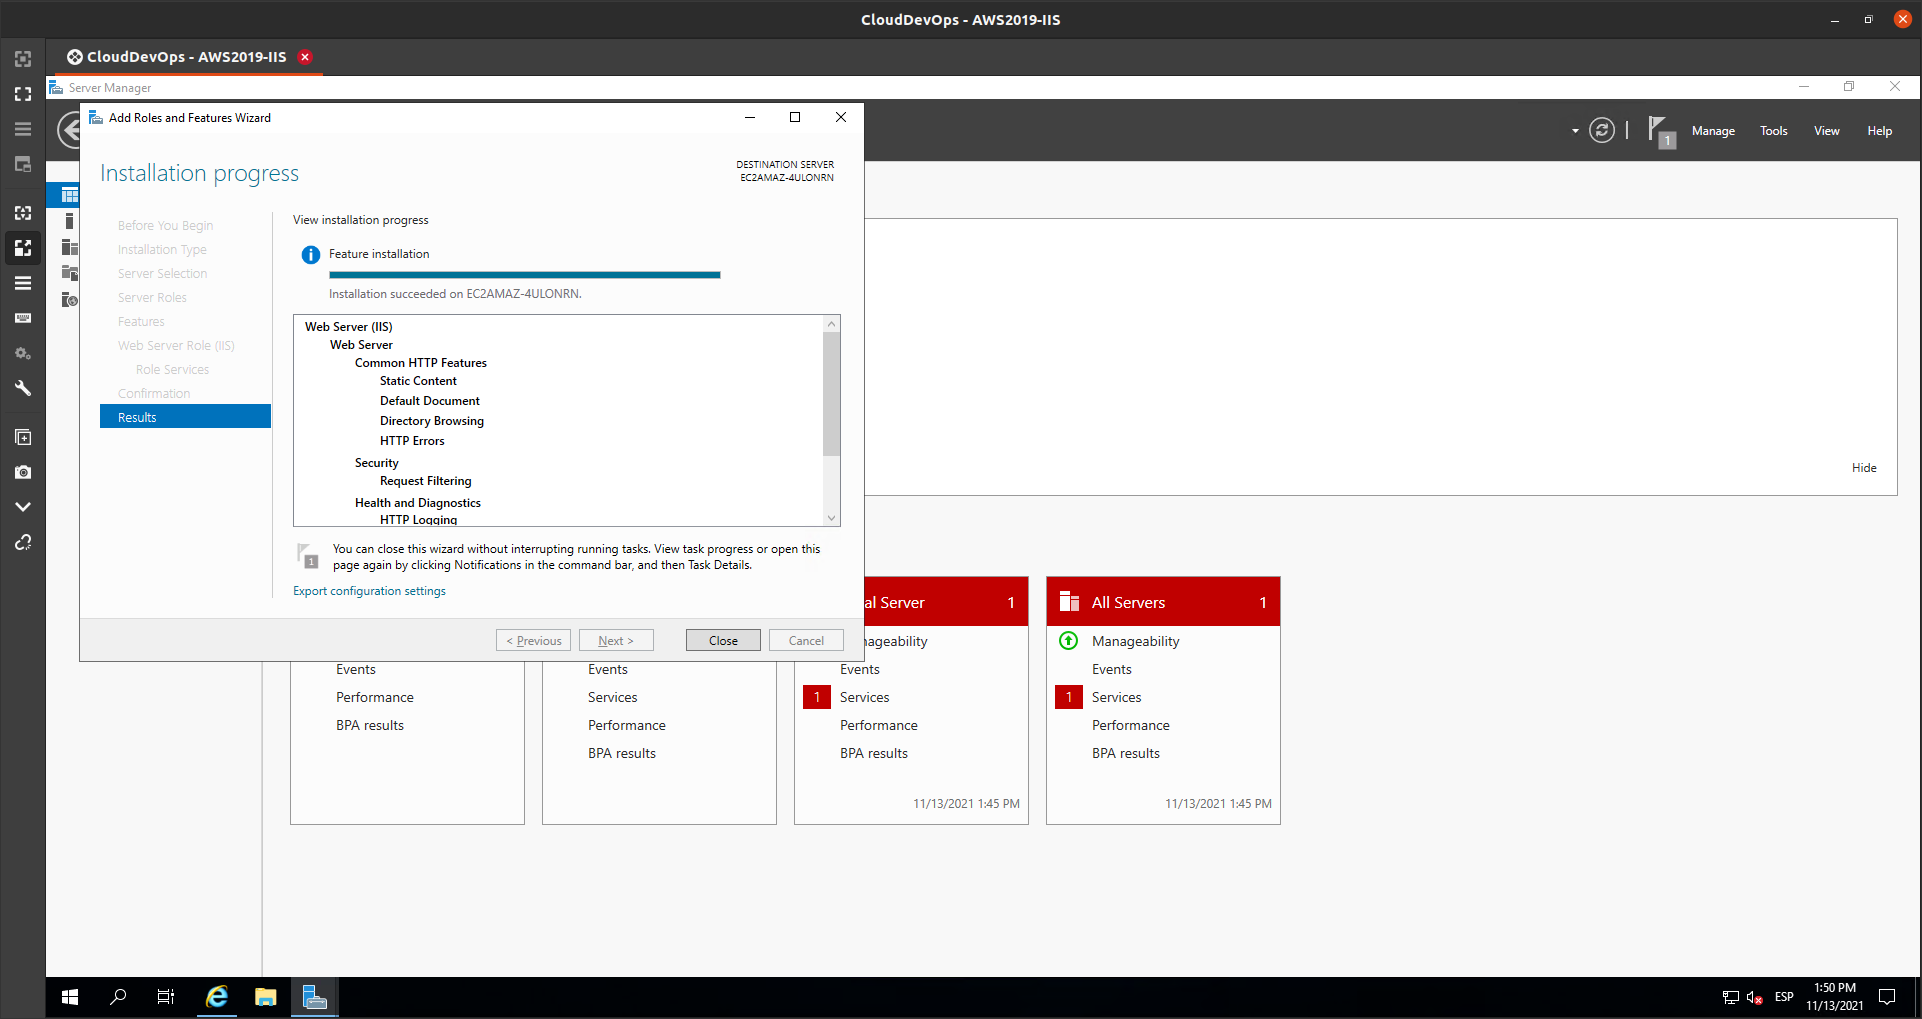 CloudDevOps - AWS2019-IIS
CloudDevOps - AWS2019-IIS
Server Manager
Add Roles and Features Wizard
1
Manage
Tools
View
Help
Installation progress
DESTINATION SERVER
EC2AMAZ-4ULONRN
Before You Begin
Installation Type
Server Selection
Server Roles
Features
Web Server Role (IIS)
Role Services
Confirmation
Results
View installation progress
Feature installation
Installation succeeded on EC2AMAZ-4ULONRN.
Web Server (IIS)
Web Server
Common HTTP Features
Static Content
Default Document
Directory Browsing
HTTP Errors
Security
Request Filtering
Health and Diagnostics
HTTP Logging
1
You can close this wizard without interrupting running tasks. View task progress or open this
page again by clicking Notifications in the command bar, and then Task Details.
Export configuration settings
< Previous
Next >
Close
Cancel
Hide
Events
Performance
BPA results
Events
Services
Performance
BPA results
al Server 1
nageability
Events
1 Services
Performance
BPA results
11/13/2021 1:45 PM
All Servers 1
Manageability
Events
1 Services
Performance
BPA results
11/13/2021 1:45 PM
ESP
1:50 PM
11/13/2021